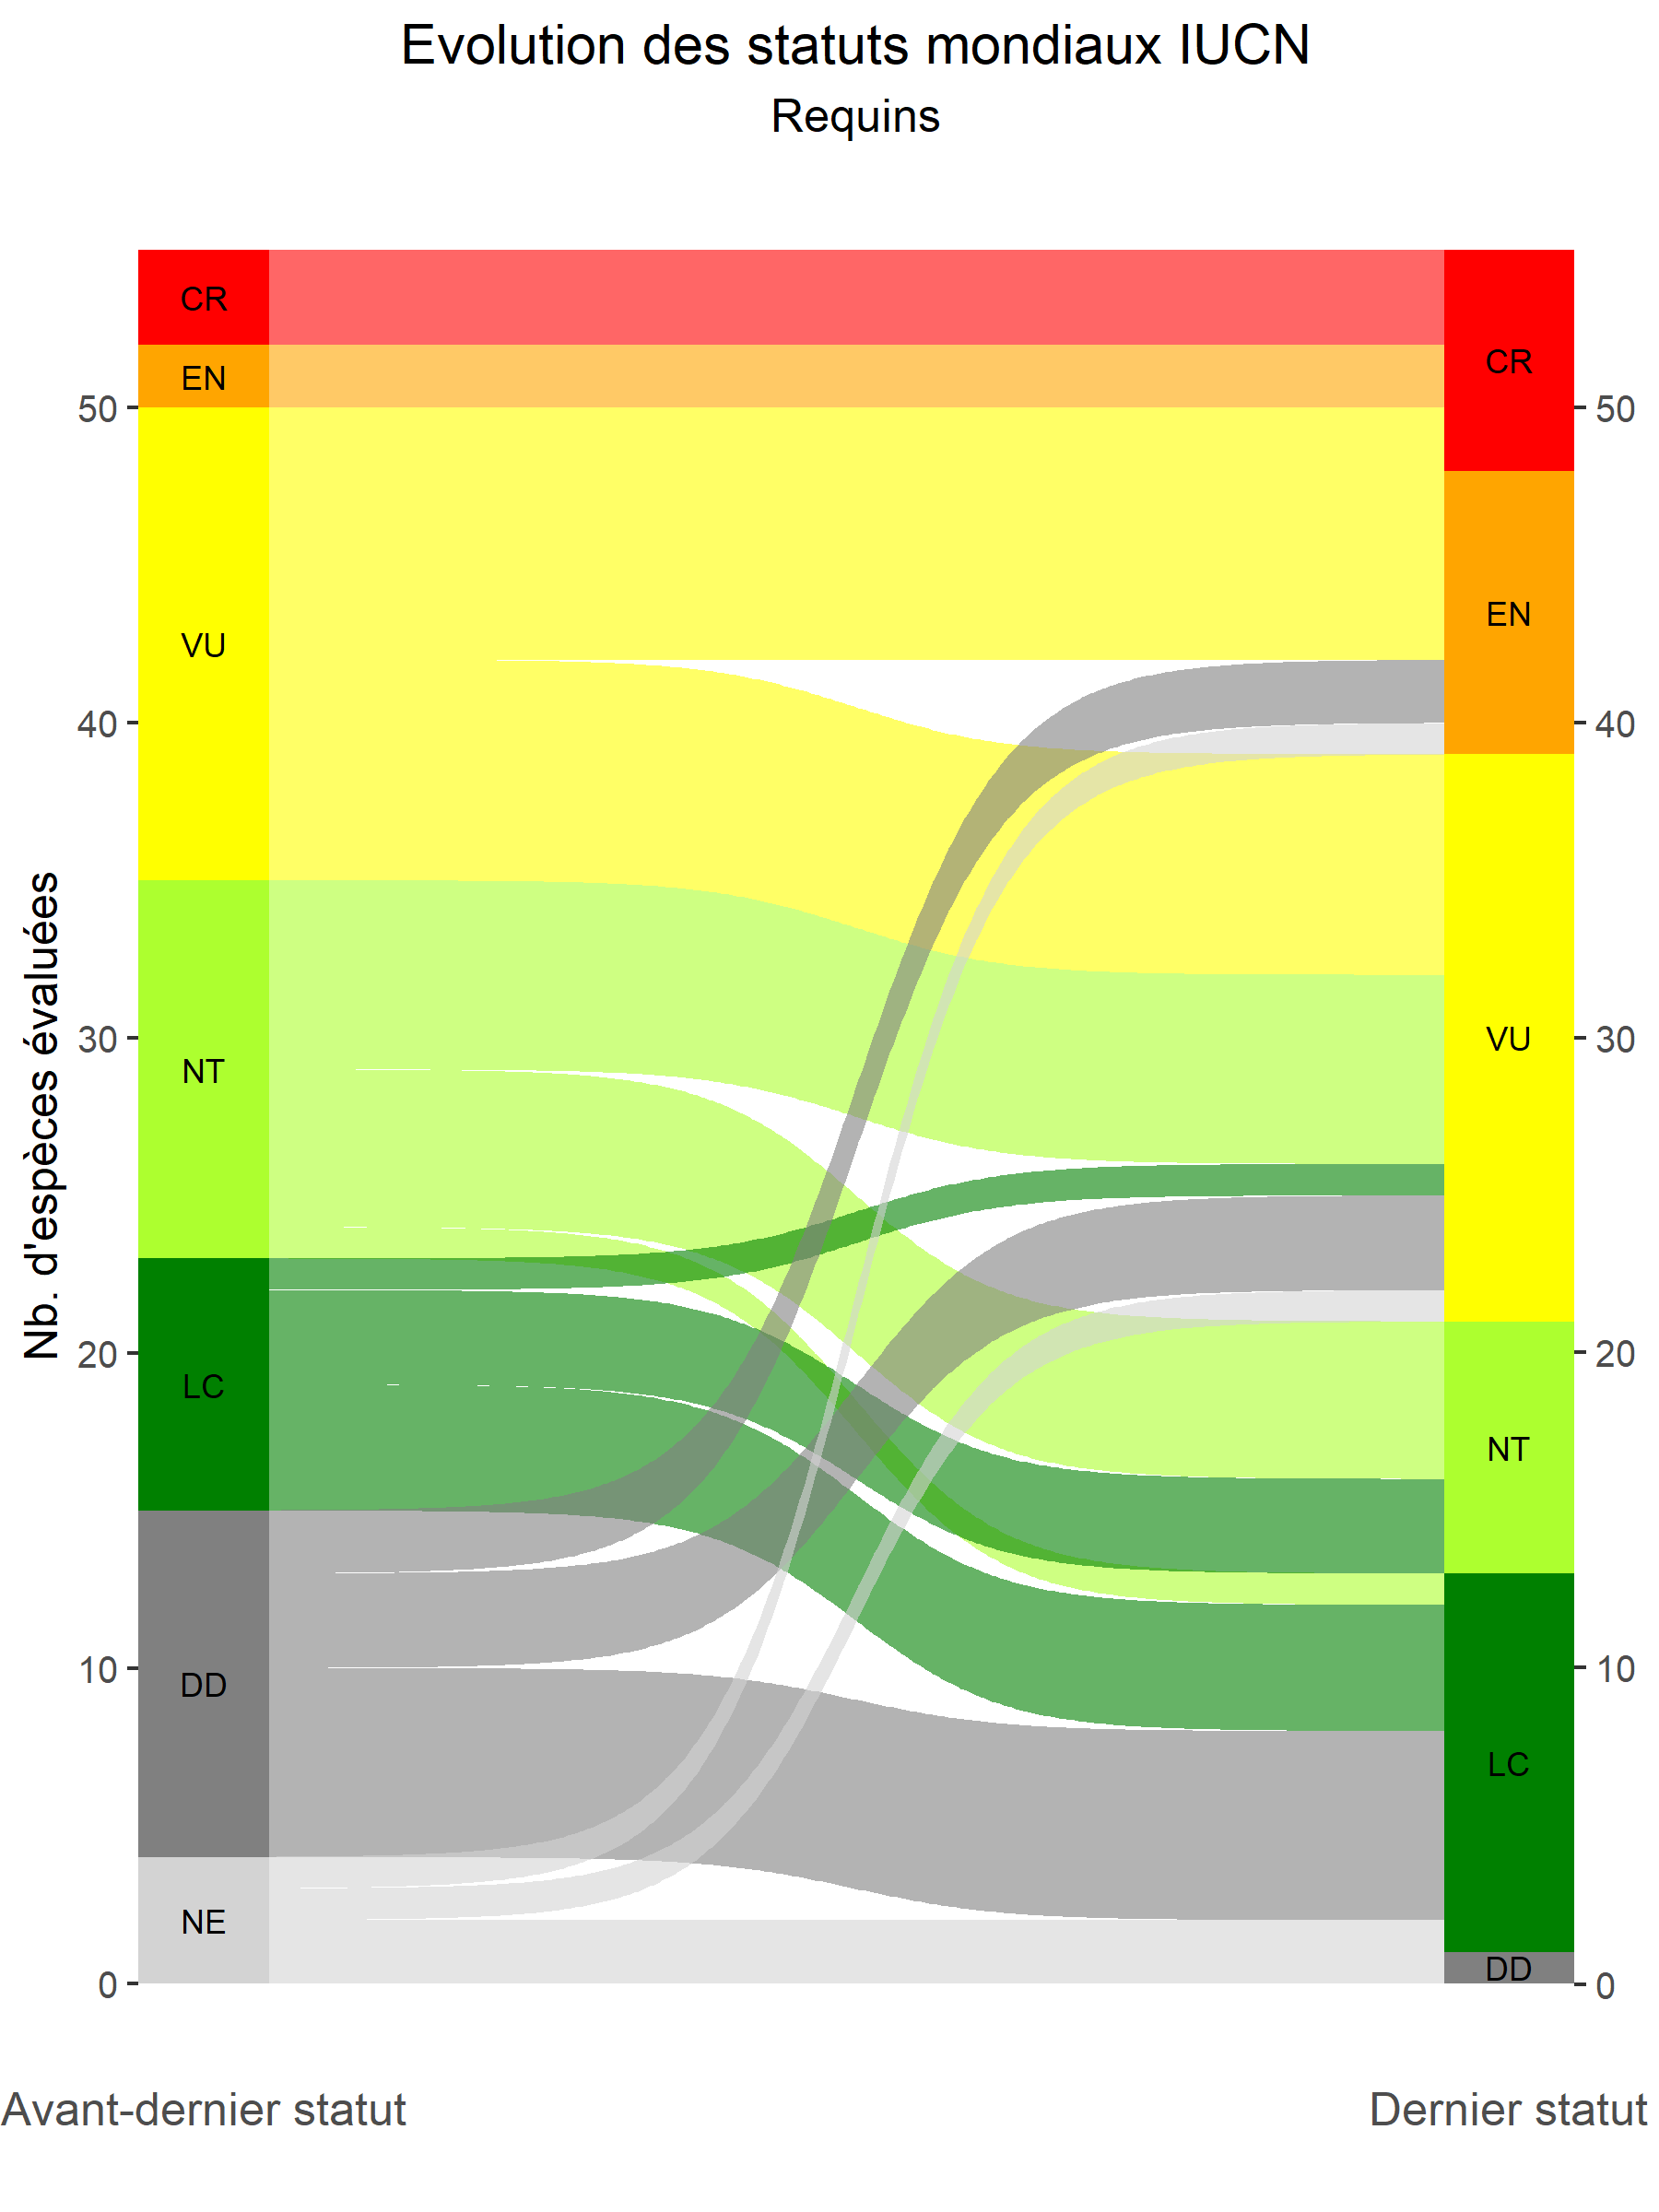 Evolution des statuts mondiaux IUCN
Requins
Nb. d'espèces évaluées
CR
EN
50
VU
40
NT
30
LC
20
DD
10
NE
0
CR
50
EN
40
VU
30
NT
20
LC
10
DD
0
Avant-dernier statut
Dernier statut